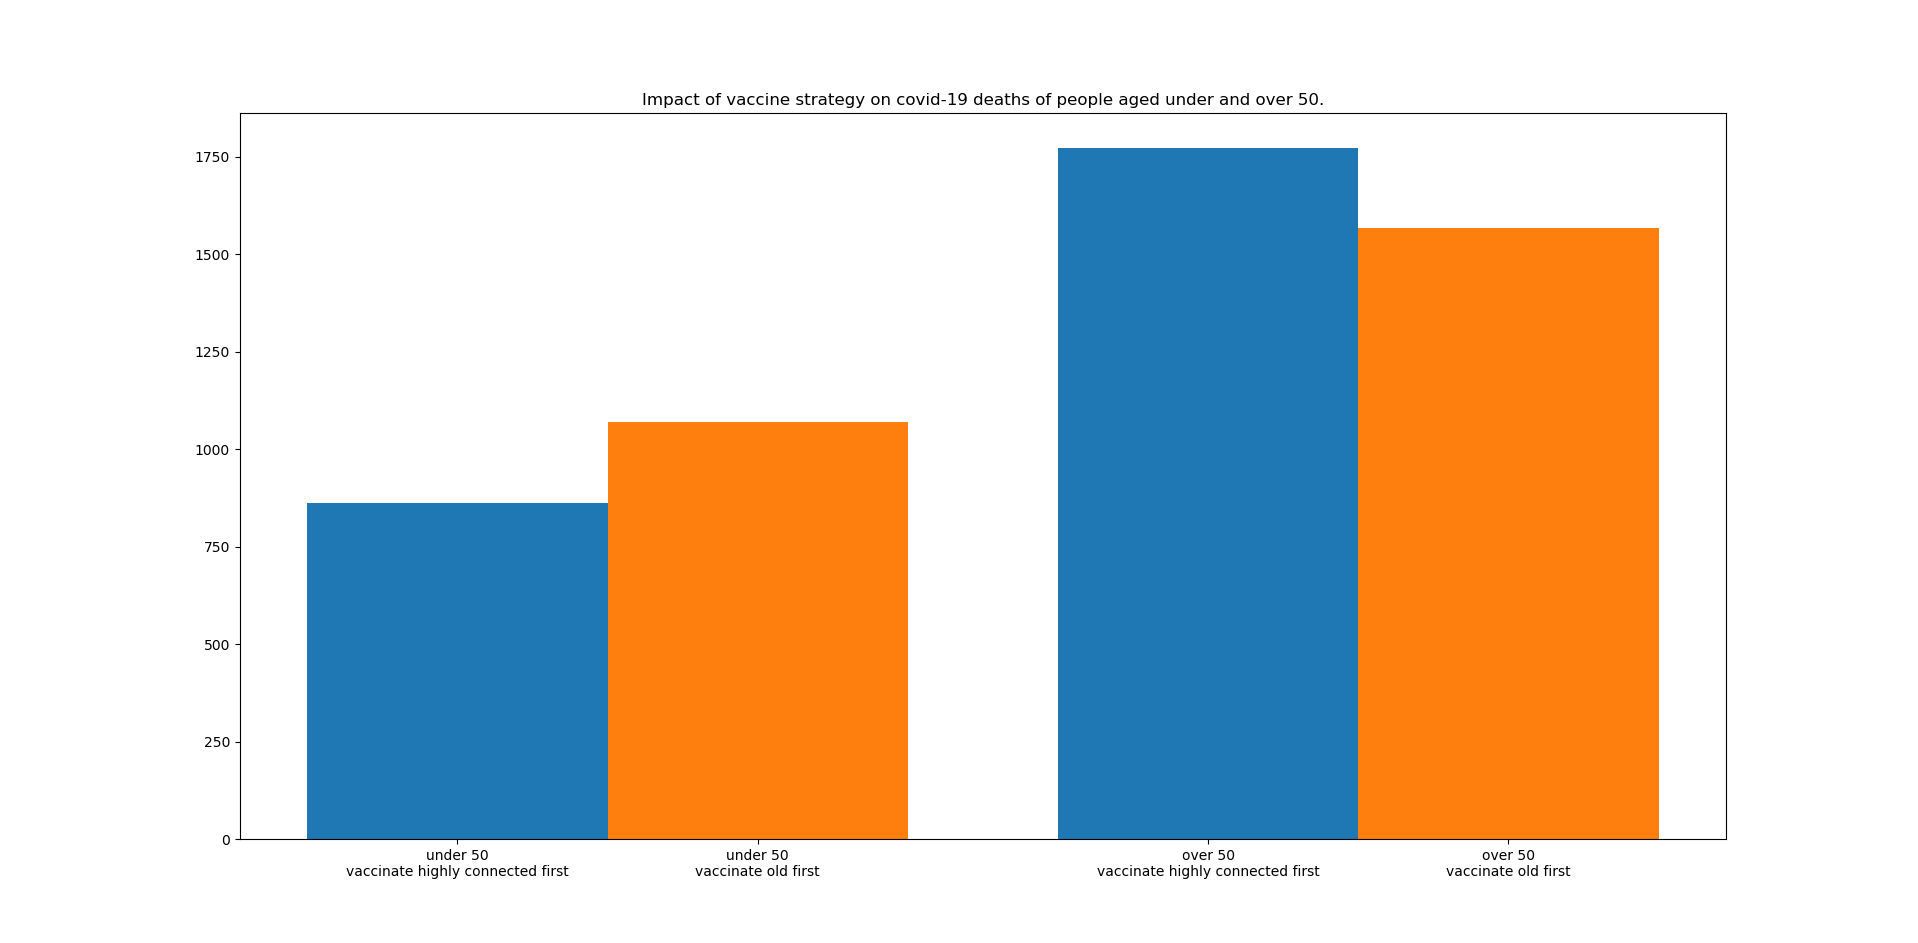 Impact of vaccine strategy on covid-19 deaths of people aged under and over 50.
1750
1500
1250
1000
750
500
250
0
under 50
vaccinate highly connected first
under 50
vaccinate old first
over 50
vaccinate highly connected first
over 50
vaccinate old first